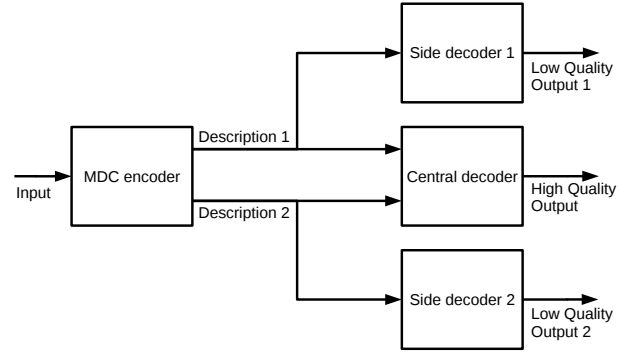 Side decoder 1
Low Quality
Output 1
Description 1
MDC encoder
Input
Central decoder
High Quality
Output
Description 2
Side decoder 2
Low Quality
Output 2